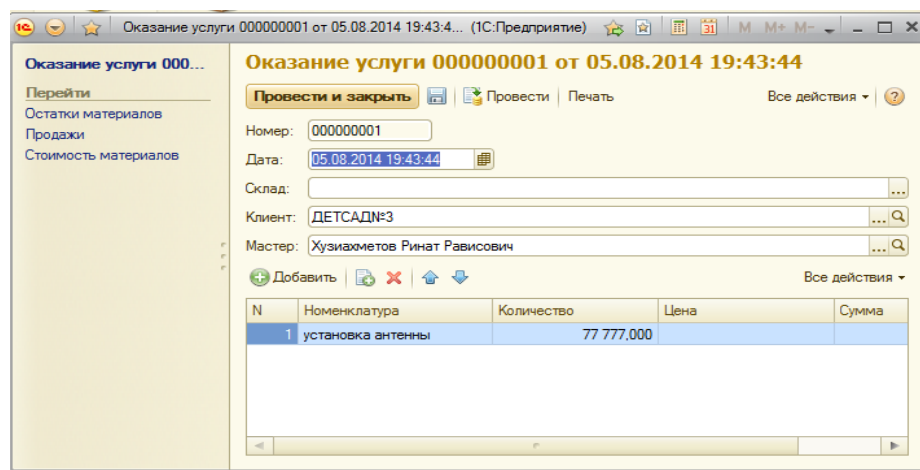 Оказание услуги 000000001 от 05.08.2014 19:43:4... (1С:Предприятие) 31 M M+ M-
Оказание услуги 000...
Перейти
Остатки материалов
Продажи
Стоимость материалов
Оказание услуги 000000001 от 05.08.2014 19:43:44
Провести и закрыть Провести Печать Все действия
Номер: 000000001
Дата: 05.08.2014 19:43:44
Склад: ...
Клиент: ДЕТСАД№3 ...
Мастер: Хузиахметов Ринат Рависович ...
Добавить Все действия
N Номенклатура Количество Цена Сумма
1 установка антенны 77 777,000